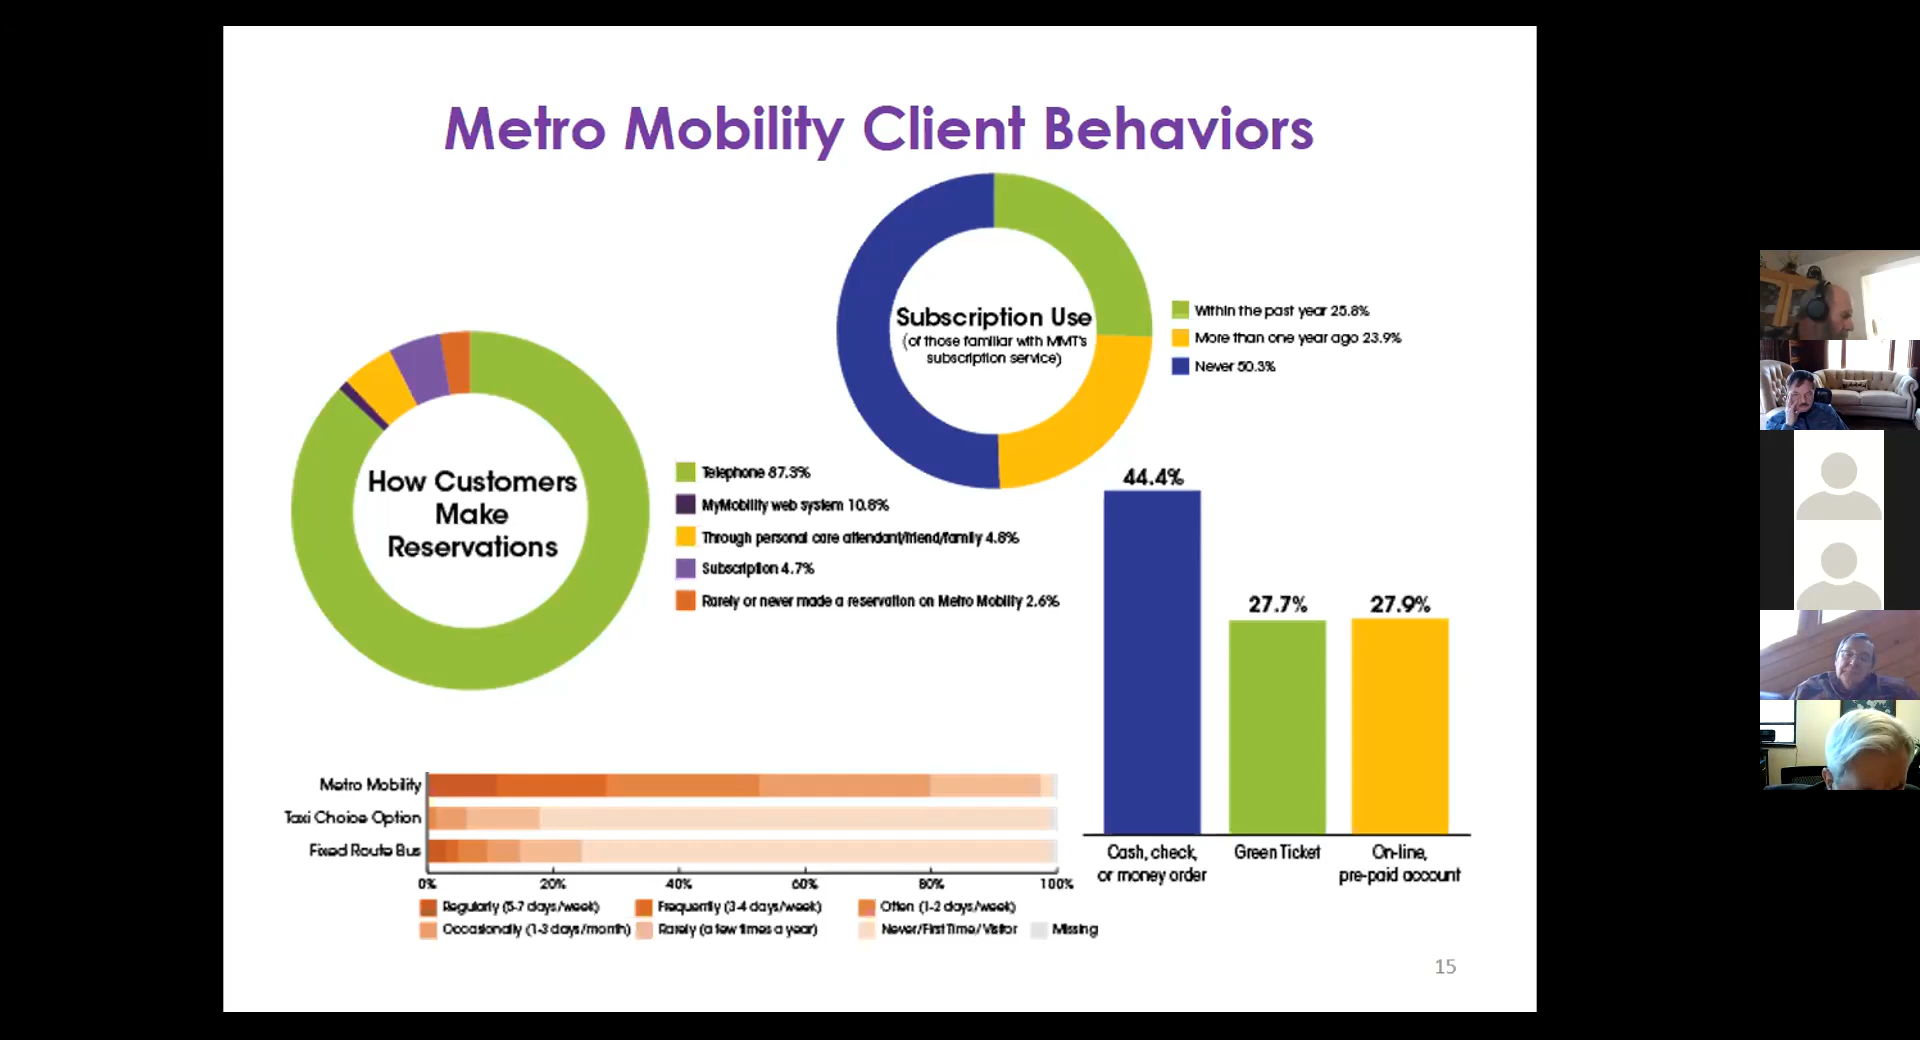 Metro Mobility Client Behaviors
Subscription Use
(of those familiar with MMT's
subscription service)
Within the past year 25.8%
More than one year ago 23.9%
Never 50.3%
How Customers
Make
Reservations
Telephone 87.3%
MyMobility web system 10.8%
Through personal care attendant/friend/family 4.8%
Subscription 4.7%
Rarely or never made a reservation on Metro Mobility 2.6%
44.4%
27.7%
27.9%
Cash, check,
or money order
Green Ticket
On-line,
pre-paid account
Metro Mobility
Taxi Choice Option
Fixed Route Bus
0% 20% 40% 60% 80% 100%
Regularly (5-7 days/week) Frequently (3-4 days/week) Often (1-2 days/week)
Occasionally (1-3 days/month) Rarely (a few times a year) Never/First Time/Visitor Missing
15